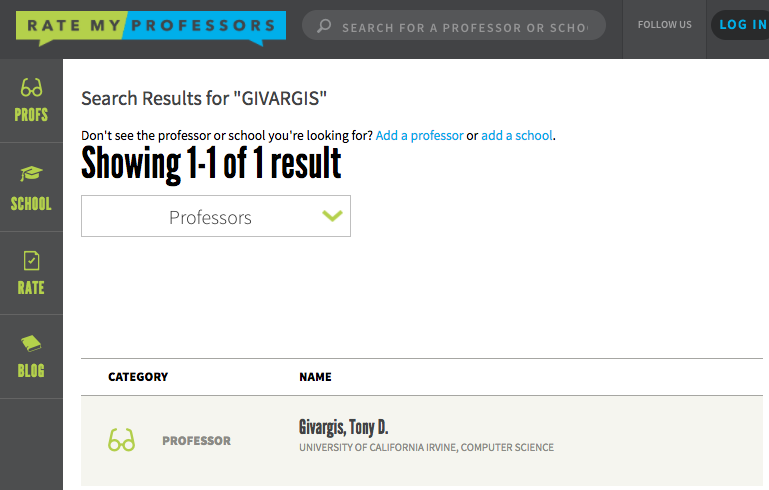 RATE MY PROFESSORS
SEARCH FOR A PROFESSOR OR SCHO
FOLLOW US
LOG IN
PROFS
SCHOOL
RATE
BLOG
Search Results for "GIVARGIS"
Don't see the professor or school you're looking for? Add a professor or add a school.
Showing 1-1 of 1 result
Professors
CATEGORY NAME
PROFESSOR
Givargis, Tony D.
UNIVERSITY OF CALIFORNIA IRVINE, COMPUTER SCIENCE